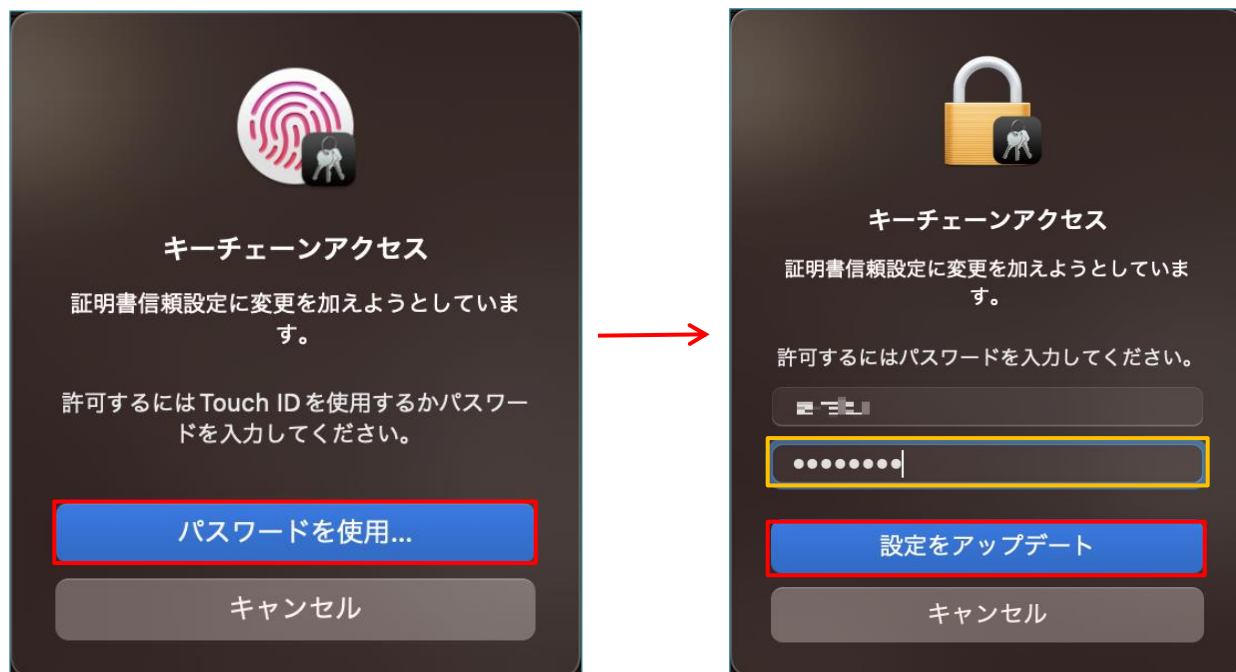 キーチェーンアクセス
証明書信頼設定に変更を加えようとしていま
す。
許可するには Touch ID を使用するかパスワー
ドを入力してください。
パスワードを使用...
キャンセル
キーチェーンアクセス
証明書信頼設定に変更を加えようとしていま
す。
許可するにはパスワードを入力してください。
●●●●●●●●
設定をアップデート
キャンセル